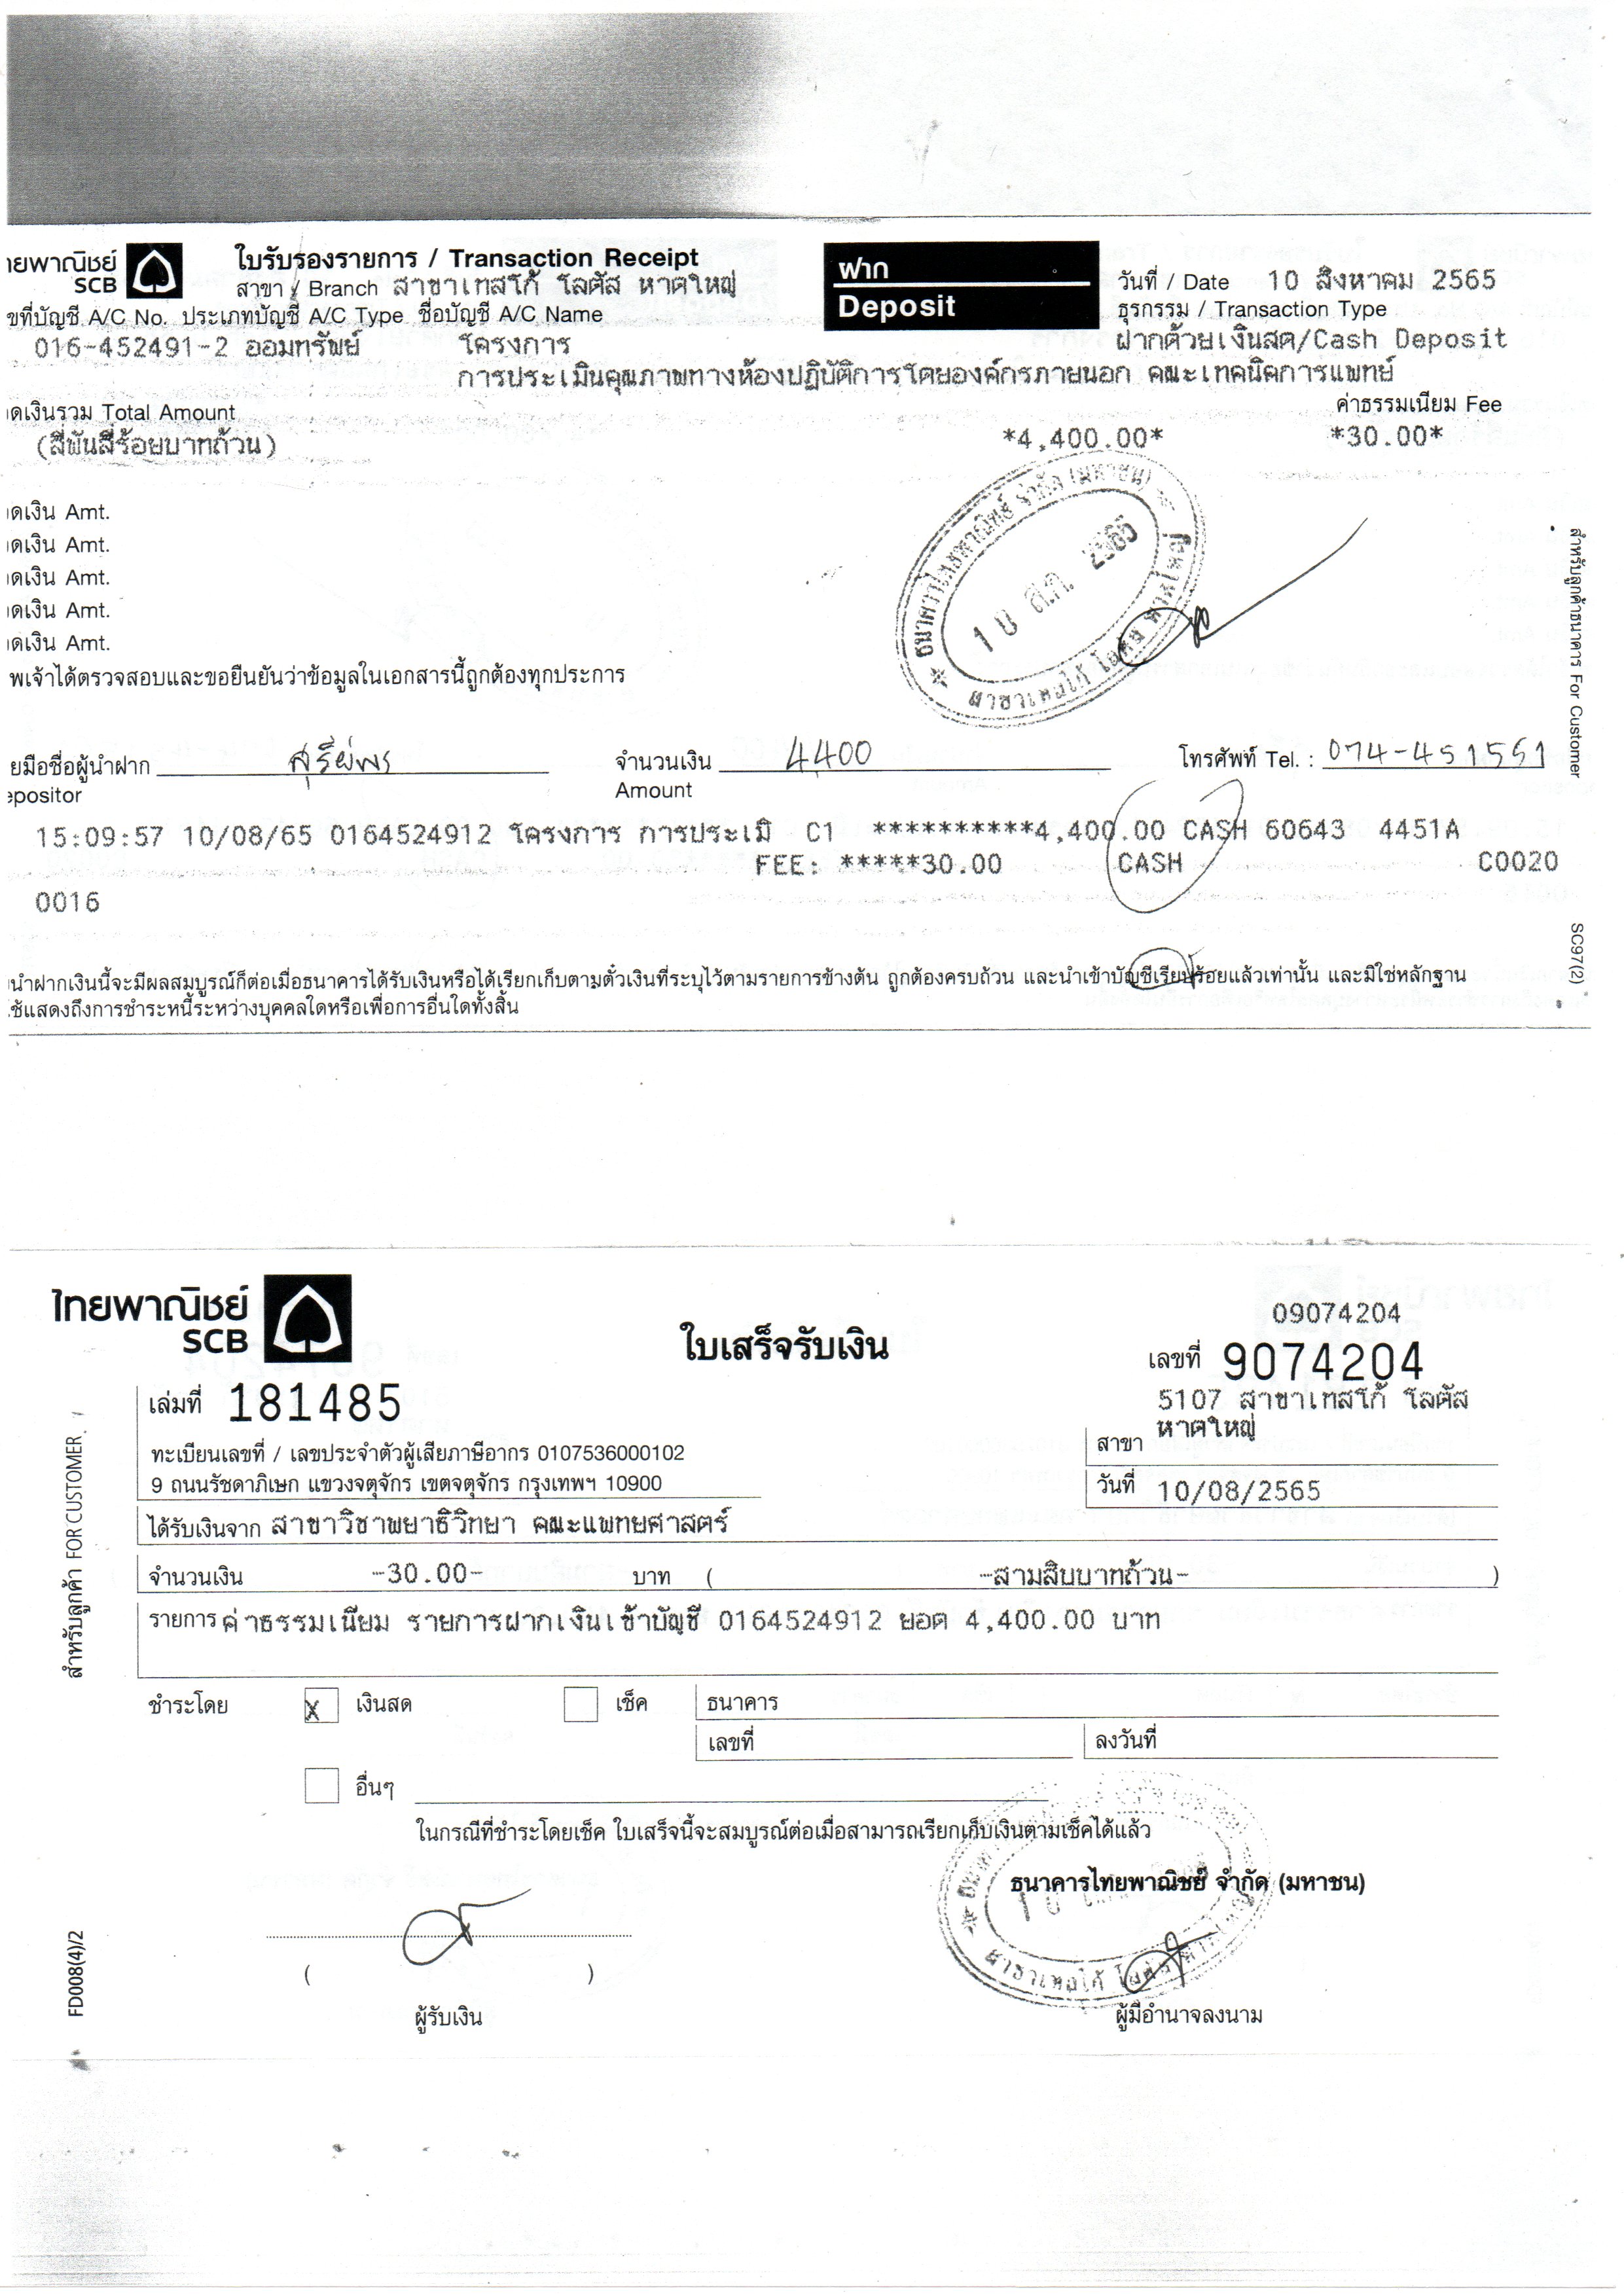 ยพาณิชย์
SCB
ใบรับรองรายการ / Transaction Receipt
สาขา / Branch สาขาเทสโก้ โลตัส หาดใหญ่
ฝาก
Deposit
วันที่ / Date 10 สิงหาคม 2565
ธุรกรรม / Transaction Type
ฝากด้วยเงินสด/Cash Deposit
ขที่บัญชี A/C No. ประเภทบัญชี A/C Type ชื่อบัญชี A/C Name
016-452491-2 ออมทรัพย์ โครงการ
การประเมินคุณภาพทางห้องปฏิบัติการโดยองค์กรภายนอก คณะเทคนิคการแพทย์
ดเงินรวม Total Amount
ค่าธรรมเนียม Fee
(สี่พันสี่ร้อยบาทถ้วน) *4,400.00* *30.00*
ดเงิน Amt.
ดเงิน Amt.
ดเงิน Amt.
ดเงิน Amt.
ดเงิน Amt.
ธนาคารไทยพาณิชย์ จำกัด (มหาชน)
10 ส.ค. 2565
สาขาเทสโก้ โลตัส หาดใหญ่
พเจ้าได้ตรวจสอบและขอยืนยันว่าข้อมูลในเอกสารนี้ถูกต้องทุกประการ
ยมือชื่อผู้นำฝาก สุรีย์พร จำนวนเงิน 4400 โทรศัพท์ Tel. : 074-451551
epositor Amount
15:09:57 10/08/65 0164524912 โครงการ การประเมิ C1 **********4,400.00 CASH 60643 4451A
FEE: *****30.00 CASH C0020
0016
นำฝากเงินนี้จะมีผลสมบูรณ์ก็ต่อเมื่อธนาคารได้รับเงินหรือได้เรียกเก็บตามตั๋วเงินที่ระบุไว้ตามรายการข้างต้น ถูกต้องครบถ้วน และนำเข้าบัญชีเรียบร้อยแล้วเท่านั้น และมิใช่หลักฐาน
ช้แสดงถึงการชำระหนี้ระหว่างบุคคลใดหรือเพื่อการอื่นใดทั้งสิ้น
สำหรับลูกค้าธนาคาร For Customer
SC97(2)
ไทยพาณิชย์
SCB
ใบเสร็จรับเงิน
09074204
เลขที่ 9074204
เล่มที่ 181485
5107 สาขาเทสโก้ โลตัส
สาขา หาดใหญ่
ทะเบียนเลขที่ / เลขประจำตัวผู้เสียภาษีอากร 0107536000102
9 ถนนรัชดาภิเษก แขวงจตุจักร เขตจตุจักร กรุงเทพฯ 10900
วันที่ 10/08/2565
ได้รับเงินจาก สาขาวิชาพยาธิวิทยา คณะแพทยศาสตร์
จำนวนเงิน -30.00- บาท ( -สามสิบบาทถ้วน- )
รายการ ค่าธรรมเนียม รายการฝากเงินเข้าบัญชี 0164524912 ยอด 4,400.00 บาท
ชำระโดย X เงินสด เช็ค ธนาคาร
เลขที่ ลงวันที่
อื่นๆ
ในกรณีที่ชำระโดยเช็ค ใบเสร็จนี้จะสมบูรณ์ต่อเมื่อสามารถเรียกเก็บเงินตามเช็คได้แล้ว
ธนาคารไทยพาณิชย์ จำกัด (มหาชน)
สาขาเทสโก้ โลตัส หาดใหญ่
( )
ผู้รับเงิน
ผู้มีอำนาจลงนาม
สำหรับลูกค้า FOR CUSTOMER
FD008(4)/2